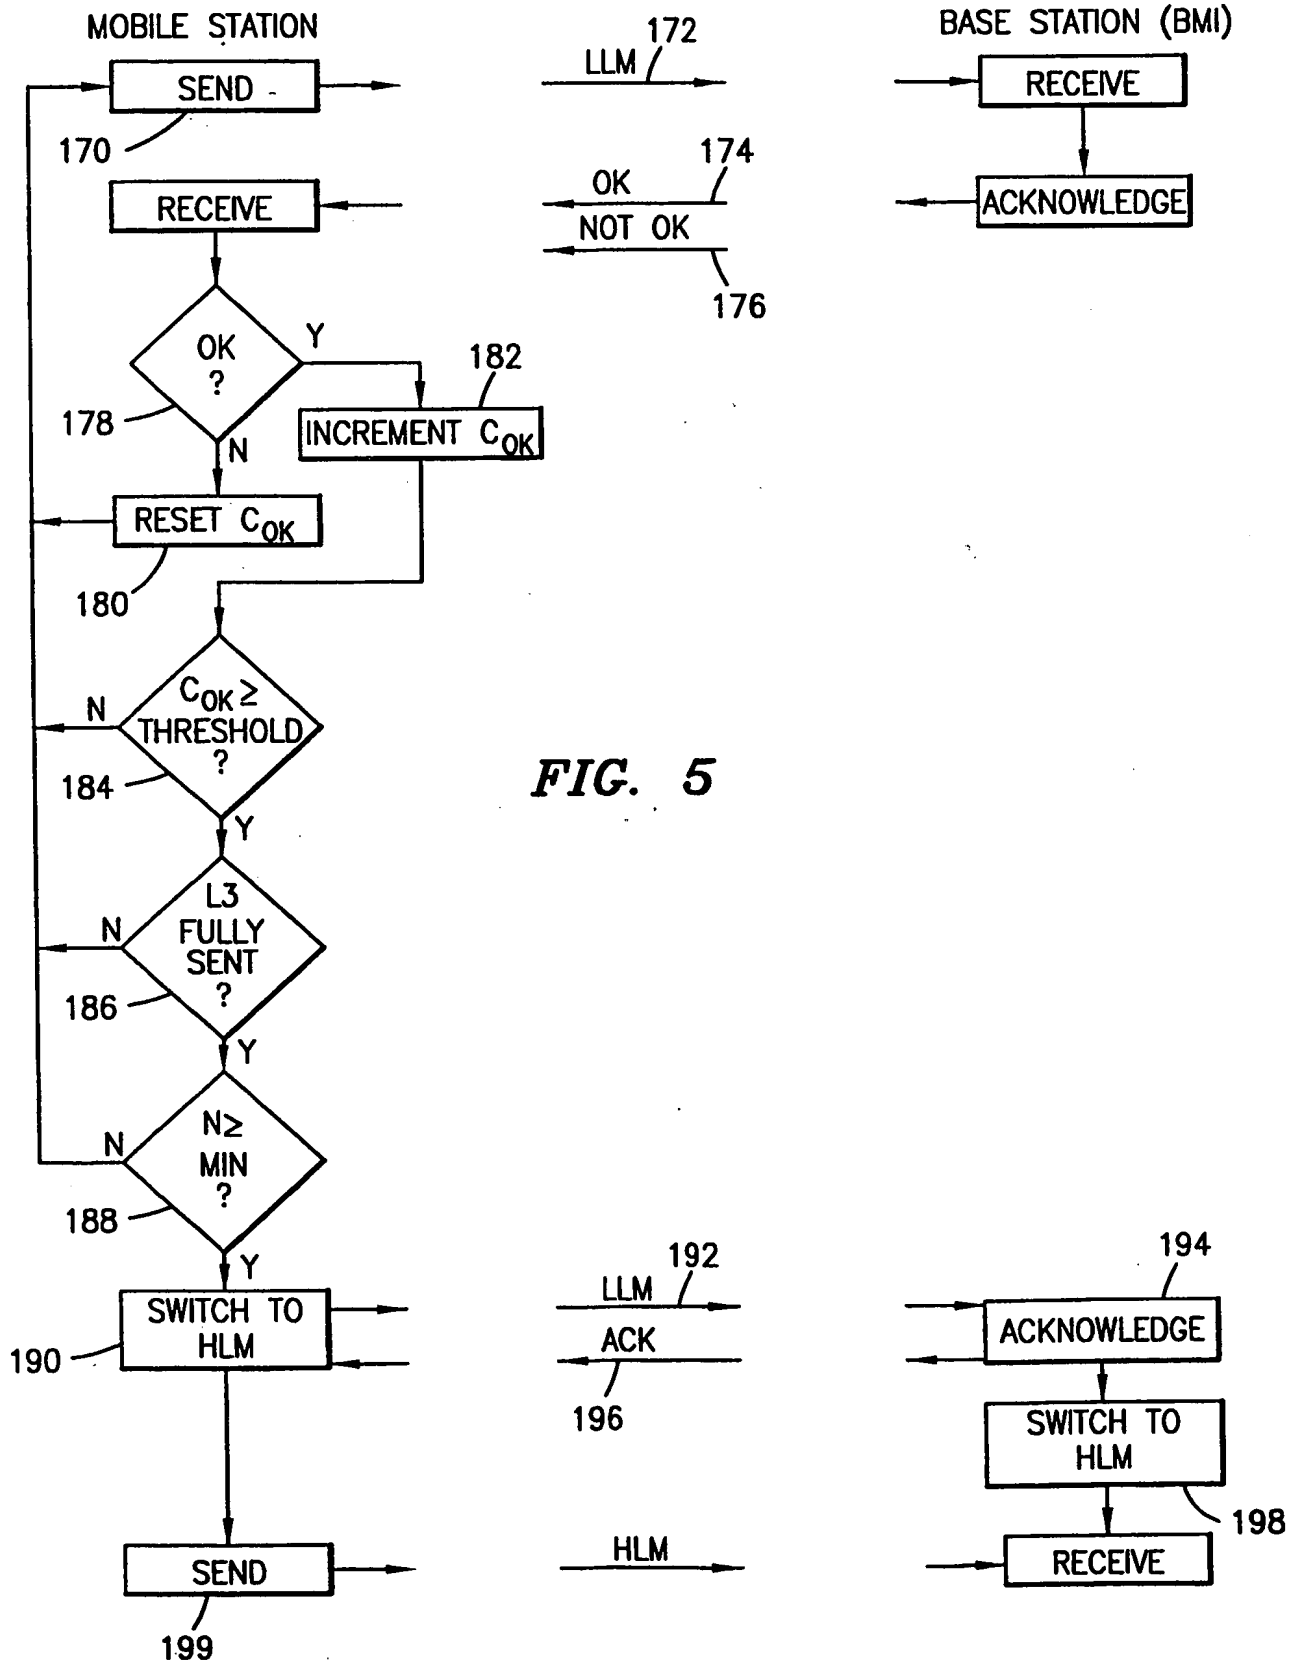 MOBILE STATION
BASE STATION (BMI)
SEND
LLM
172
RECEIVE
170
174
RECEIVE
OK
ACKNOWLEDGE
NOT OK
176
OK
?
Y
182
178
N
INCREMENT COK
RESET COK
180
COK ≥
THRESHOLD
?
N
184
Y
FIG. 5
L3
FULLY
SENT
?
N
186
Y
N≥
MIN
?
N
188
Y
SWITCH TO
HLM
190
LLM
192
194
ACKNOWLEDGE
ACK
196
SWITCH TO
HLM
198
SEND
HLM
RECEIVE
199